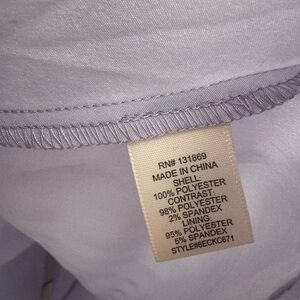 RN# 131869
MADE IN CHINA
SHELL:
100% POLYESTER
CONTRAST:
98% POLYESTER
2% SPANDEX
LINING:
95% POLYESTER
5% SPANDEX
STYLE#6ECKC671